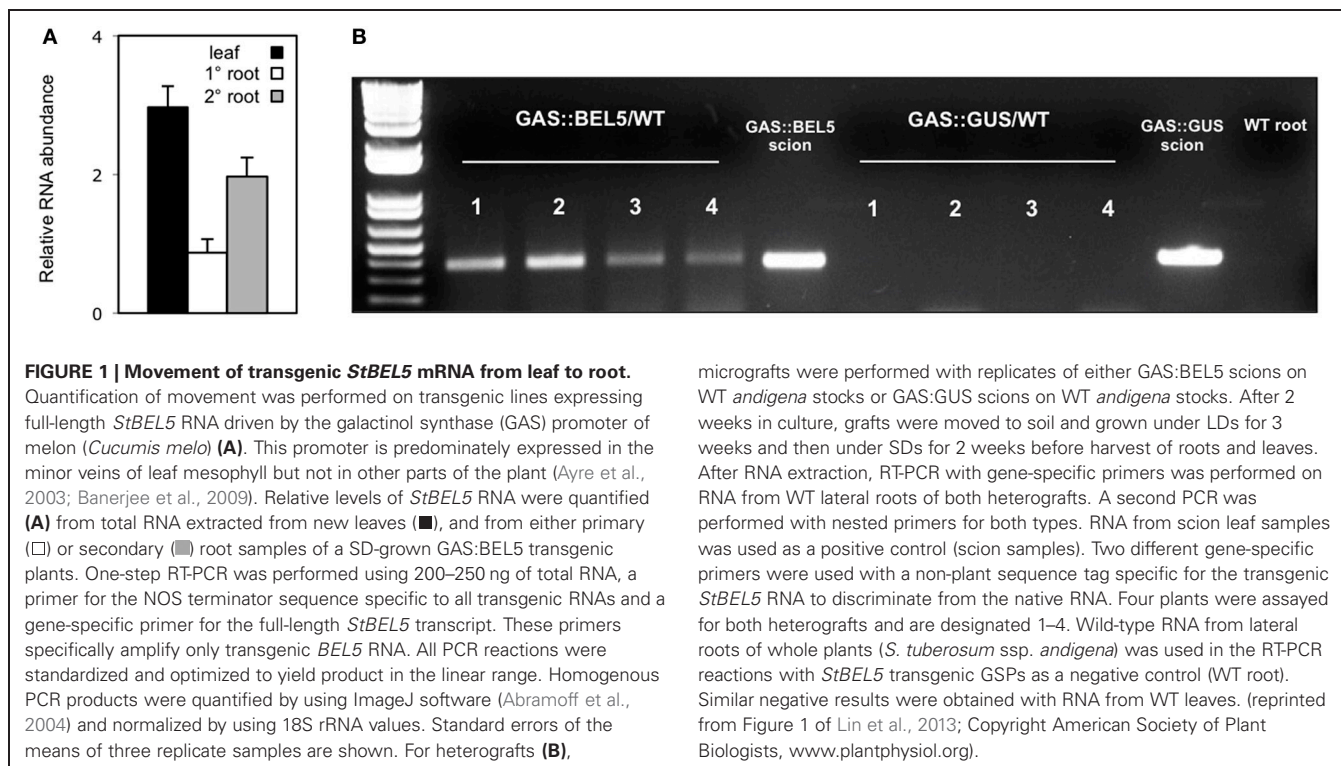 A
4
2
0
Relative RNA abundance
leaf
1° root
2° root
B
GAS::BEL5/WT
GAS::BEL5
scion
GAS::GUS/WT
GAS::GUS
scion
WT root
1 2 3 4
1 2 3 4
FIGURE 1 | Movement of transgenic StBEL5 mRNA from leaf to root.
Quantification of movement was performed on transgenic lines expressing
full-length StBEL5 RNA driven by the galactinol synthase (GAS) promoter of
melon (Cucumis melo) (A). This promoter is predominately expressed in the
minor veins of leaf mesophyll but not in other parts of the plant (Ayre et al.,
2003; Banerjee et al., 2009). Relative levels of StBEL5 RNA were quantified
(A) from total RNA extracted from new leaves (■), and from either primary
(□) or secondary (■) root samples of a SD-grown GAS:BEL5 transgenic
plants. One-step RT-PCR was performed using 200–250 ng of total RNA, a
primer for the NOS terminator sequence specific to all transgenic RNAs and a
gene-specific primer for the full-length StBEL5 transcript. These primers
specifically amplify only transgenic BEL5 RNA. All PCR reactions were
standardized and optimized to yield product in the linear range. Homogenous
PCR products were quantified by using ImageJ software (Abramoff et al.,
2004) and normalized by using 18S rRNA values. Standard errors of the
means of three replicate samples are shown. For heterografts (B),
micrografts were performed with replicates of either GAS:BEL5 scions on
WT andigena stocks or GAS:GUS scions on WT andigena stocks. After 2
weeks in culture, grafts were moved to soil and grown under LDs for 3
weeks and then under SDs for 2 weeks before harvest of roots and leaves.
After RNA extraction, RT-PCR with gene-specific primers was performed on
RNA from WT lateral roots of both heterografts. A second PCR was
performed with nested primers for both types. RNA from scion leaf samples
was used as a positive control (scion samples). Two different gene-specific
primers were used with a non-plant sequence tag specific for the transgenic
StBEL5 RNA to discriminate from the native RNA. Four plants were assayed
for both heterografts and are designated 1–4. Wild-type RNA from lateral
roots of whole plants (S. tuberosum ssp. andigena) was used in the RT-PCR
reactions with StBEL5 transgenic GSPs as a negative control (WT root).
Similar negative results were obtained with RNA from WT leaves. (reprinted
from Figure 1 of Lin et al., 2013; Copyright American Society of Plant
Biologists, www.plantphysiol.org).